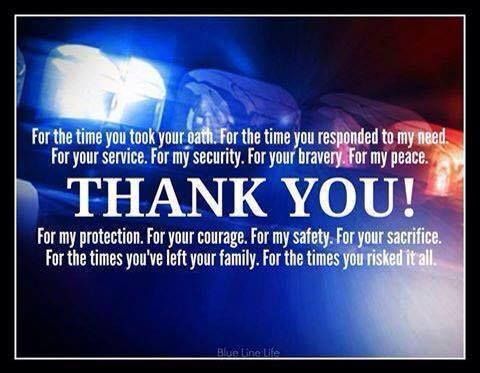 For the time you took your oath. For the time you responded to my need.
For your service. For my security. For your bravery. For my peace.
THANK YOU!
For my protection. For your courage. For my safety. For your sacrifice.
For the times you've left your family. For the times you risked it all.
Blue Line Life